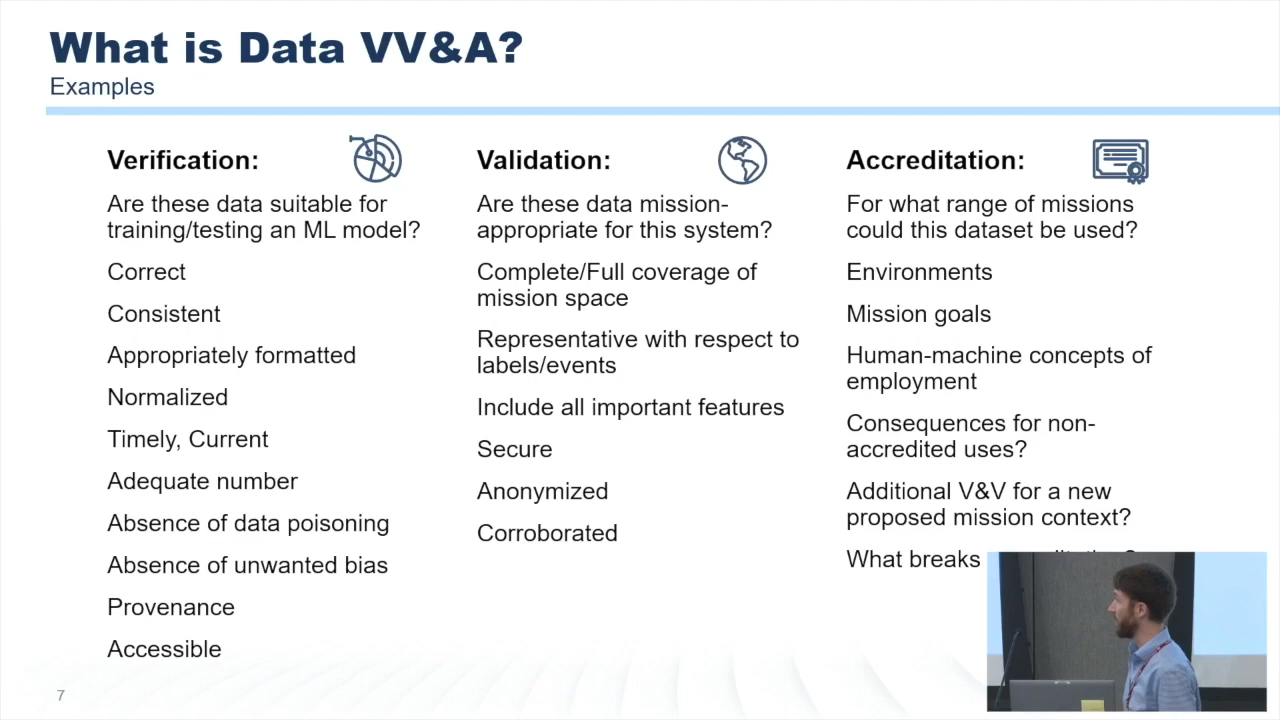 What is Data VV&A?
Examples
Verification:
Are these data suitable for
training/testing an ML model?
Correct
Consistent
Appropriately formatted
Normalized
Timely, Current
Adequate number
Absence of data poisoning
Absence of unwanted bias
Provenance
Accessible
Validation:
Are these data mission-
appropriate for this system?
Complete/Full coverage of
mission space
Representative with respect to
labels/events
Include all important features
Secure
Anonymized
Corroborated
Accreditation:
For what range of missions
could this dataset be used?
Environments
Mission goals
Human-machine concepts of
employment
Consequences for non-
accredited uses?
Additional V&V for a new
proposed mission context?
What breaks
7